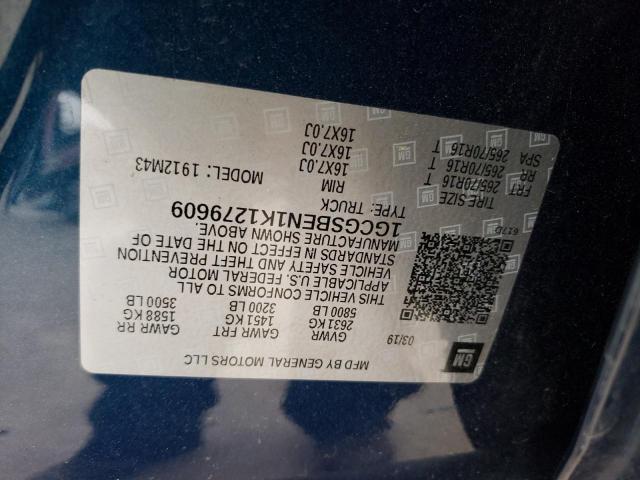 GM
MFD BY GENERAL MOTORS LLC
03/19
GVWR GAWR FRT GAWR RR
2631 KG 1451 KG 1588 KG
5800 LB 3200 LB 3500 LB
THIS VEHICLE CONFORMS TO ALL
APPLICABLE U.S. FEDERAL MOTOR
VEHICLE SAFETY AND THEFT PREVENTION
STANDARDS IN EFFECT ON THE DATE OF
MANUFACTURE SHOWN ABOVE.
1GCGSBEN1K1279609
TYPE: TRUCK MODEL: 1912M43
6177D
TIRE SIZE RIM
FRT 265/70R16 T 16X7.0J
RR 265/70R16 T 16X7.0J
SPA 265/70R16 T 16X7.0J